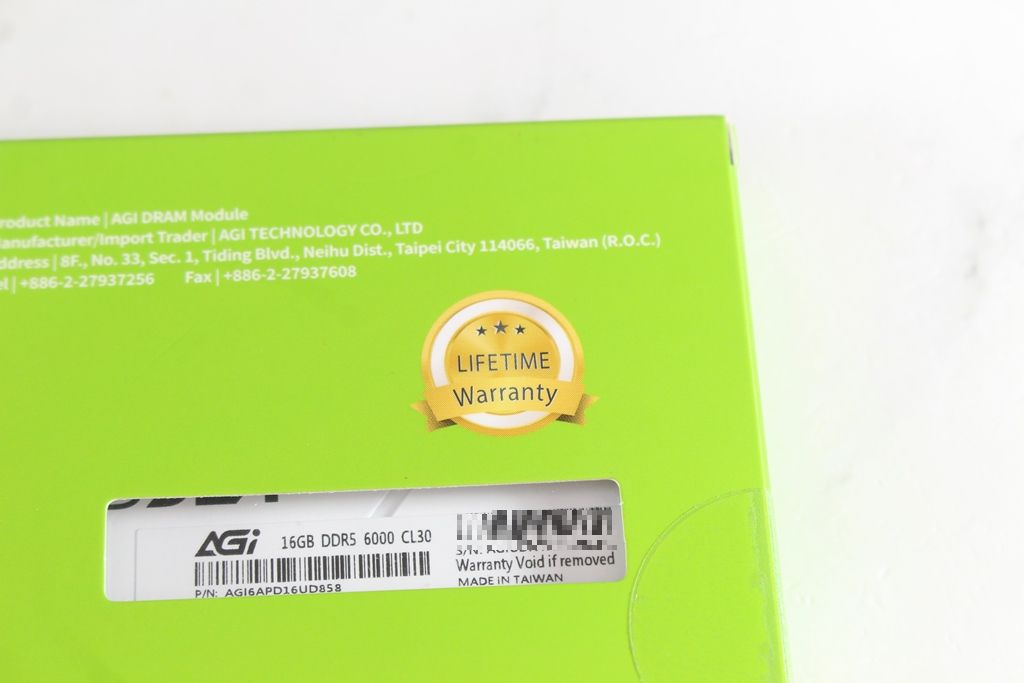 roduct Name | AGI DRAM Module
anufacturer/Import Trader | AGI TECHNOLOGY CO., LTD
ddress | 8F., No. 33, Sec. 1, Tiding Blvd., Neihu Dist., Taipei City 114066, Taiwan (R.O.C.)
el | +886-2-27937256 Fax | +886-2-27937608
LIFETIME
Warranty
AGi 16GB DDR5 6000 CL30
P/N: AGI6APD16UD858
S/N:
Warranty Void if removed
MADE iN TAIWAN